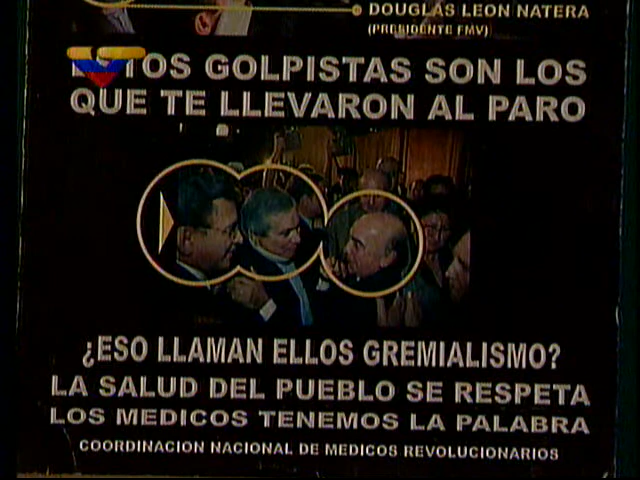 DOUGLAS LEON NATERA
(PRESIDENTE FMV)
ESTOS GOLPISTAS SON LOS
QUE TE LLEVARON AL PARO
¿ESO LLAMAN ELLOS GREMIALISMO?
LA SALUD DEL PUEBLO SE RESPETA
LOS MEDICOS TENEMOS LA PALABRA
COORDINACION NACIONAL DE MEDICOS REVOLUCIONARIOS